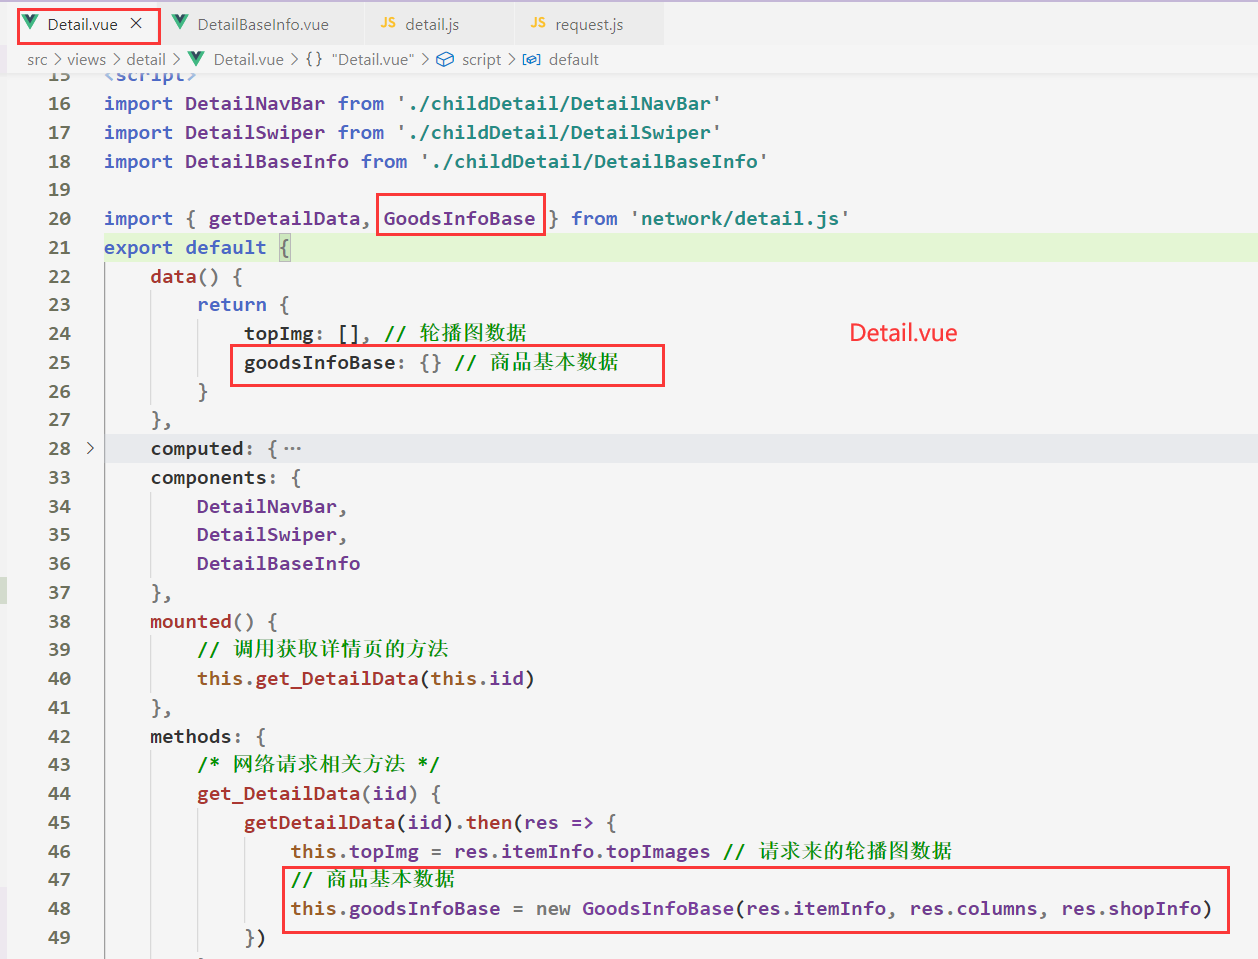 Detail.vue × DetailBaseInfo.vue JS detail.js JS request.js
src > views > detail > Detail.vue > {} "Detail.vue" > script > default
15 <script>
16 import DetailNavBar from './childDetail/DetailNavBar'
17 import DetailSwiper from './childDetail/DetailSwiper'
18 import DetailBaseInfo from './childDetail/DetailBaseInfo'
19
20 import { getDetailData, GoodsInfoBase } from 'network/detail.js'
21 export default {
22 data() {
23 return {
24 topImg: [], // 轮播图数据
Detail.vue
25 goodsInfoBase: {} // 商品基本数据
26 }
27 },
28 > computed: { ···
33 components: {
34 DetailNavBar,
35 DetailSwiper,
36 DetailBaseInfo
37 },
38 mounted() {
39 // 调用获取详情页的方法
40 this.get_DetailData(this.iid)
41 },
42 methods: {
43 /* 网络请求相关方法 */
44 get_DetailData(iid) {
45 getDetailData(iid).then(res => {
46 this.topImg = res.itemInfo.topImages // 请求来的轮播图数据
47 // 商品基本数据
48 this.goodsInfoBase = new GoodsInfoBase(res.itemInfo, res.columns, res.shopInfo)
49 })